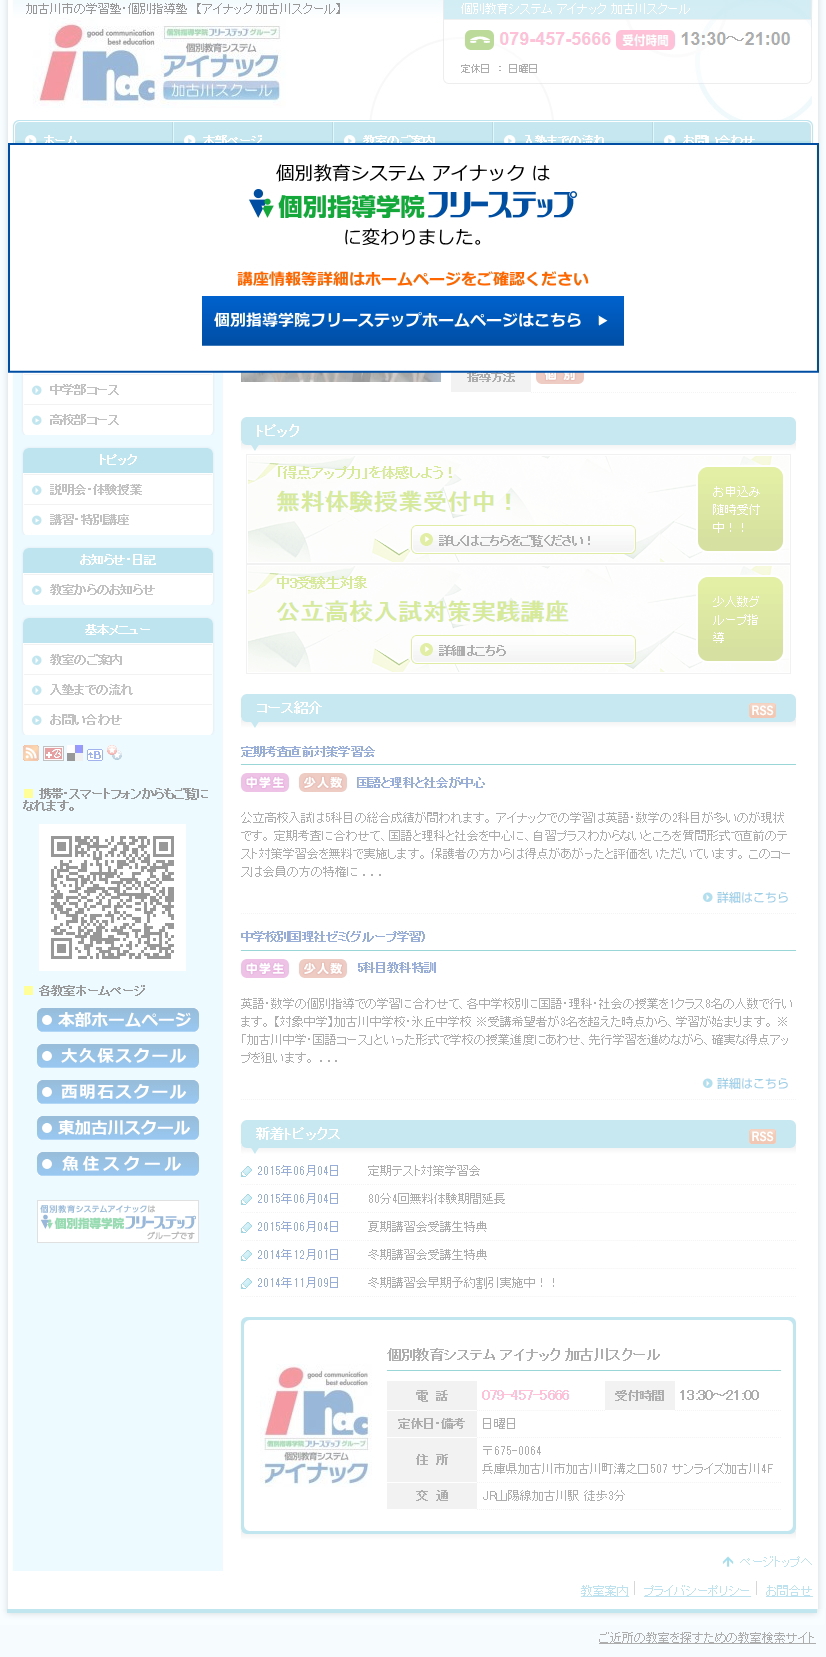 加古川市の学習塾・個別指導塾 【アイナック 加古川スクール】
個別教育システム アイナック 加古川スクール
good communication
best education
個別指導学院フリーステップ グループ
個別教育システム
アイナック
加古川スクール
079-457-5666 受付時間 13:30～21:00
定休日 ： 日曜日
ホーム 本部ページ 教室のご案内 入塾までの流れ お問い合わせ
個別教育システム アイナック は
個別指導学院フリーステップ
に変わりました。
講座情報等詳細はホームページをご確認ください
個別指導学院フリーステップホームページはこちら
指導方法 個 別
中学部コース
高校部コース
トピック
説明会・体験授業
講習・特別講座
お知らせ・日記
教室からのお知らせ
基本メニュー
教室のご案内
入塾までの流れ
お問い合わせ
携帯・スマートフォンからもご覧に
なれます。
各教室ホームページ
本部ホームページ
大久保スクール
西明石スクール
東加古川スクール
魚住スクール
個別教育システムアイナックは
個別指導学院フリーステップ
グループです
トピック
「得点アップ力」を体感しよう！
無料体験授業受付中！
詳しくはこちらをご覧ください！
お申込み
随時受付
中！！
中3受験生対象
公立高校入試対策実践講座
詳細はこちら
少人数グ
ループ指
導
コース紹介 RSS
定期考査直前対策学習会
中学生 少人数 国語と理科と社会が中心
公立高校入試は5科目の総合成績が問われます。 アイナックでの学習は英語・数学の2科目が多いのが現状
です。 定期考査に合わせて、国語と理科と社会を中心に、自習プラスわからないところを質問形式で直前のテ
スト対策学習会を無料で実施します。 保護者の方からは得点があがったと評価をいただいています。 このコー
スは会員の方の特権に ...
詳細はこちら
中学校別国理社ゼミ(グループ学習)
中学生 少人数 5科目教科特訓
英語・数学の個別指導での学習に合わせて、各中学校別に国語・理科・社会の授業を1クラス8名の人数で行い
ます。 【対象中学】加古川中学校・氷丘中学校 ※受講希望者が3名を超えた時点から、学習が始まります。 ※
「加古川中学・国語コース」といった形式で学校の授業進度にあわせ、先行学習を進めながら、確実な得点アッ
プを狙います。 ...
詳細はこちら
新着トピックス RSS
2015年06月04日 定期テスト対策学習会
2015年06月04日 80分4回無料体験期間延長
2015年06月04日 夏期講習会受講生特典
2014年12月01日 冬期講習会受講生特典
2014年11月09日 冬期講習会早期予約割引実施中！！
good communication
best education
個別指導学院フリーステップ グループ
個別教育システム
アイナック
個別教育システム アイナック 加古川スクール
電 話 079-457-5666 受付時間 13:30～21:00
定休日・備考 日曜日
住 所 〒675-0064
兵庫県加古川市加古川町溝之口507 サンライズ加古川4F
交 通 JR山陽線加古川駅 徒歩3分
ページトップへ
教室案内 プライバシーポリシー お問合せ
ご近所の教室を探すための教室検索サイト